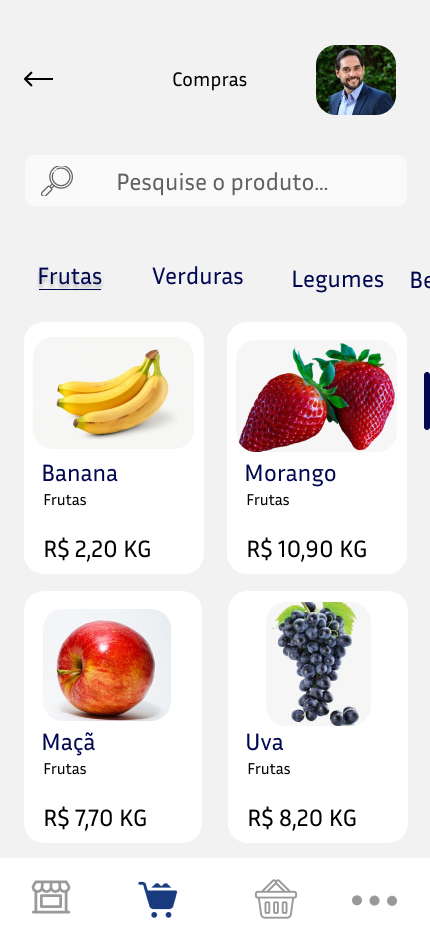 Compras
Pesquise o produto...
Frutas Verduras Legumes Be
Banana
Frutas
R$ 2,20 KG
Morango
Frutas
R$ 10,90 KG
Maçã
Frutas
R$ 7,70 KG
Uva
Frutas
R$ 8,20 KG